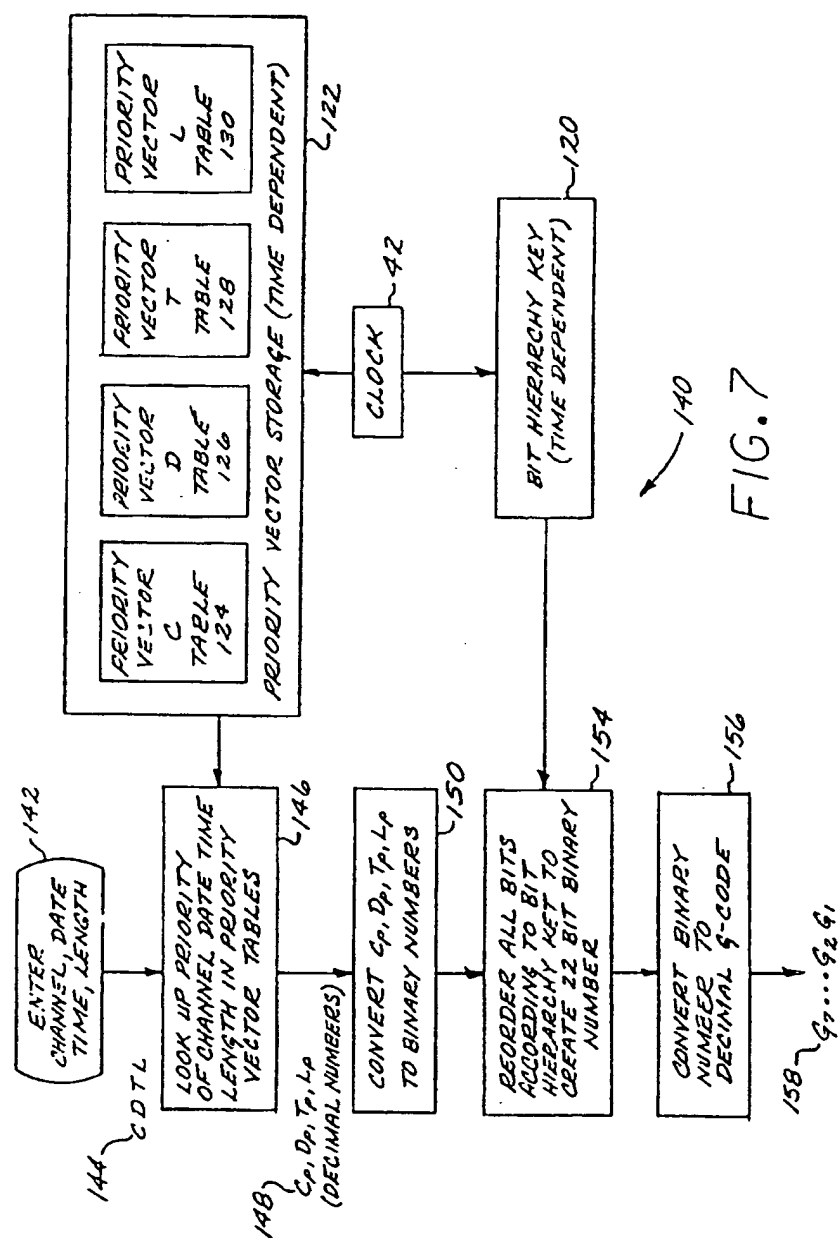 142
ENTER
CHANNEL, DATE
TIME, LENGTH
144
CDTL
LOOK UP PRIORITY
OF CHANNEL DATE TIME
LENGTH IN PRIORITY
VECTOR TABLES
146
148
Cp, Dp, Tp, Lp
(DECIMAL NUMBERS)
CONVERT Cp, Dp, Tp, Lp
TO BINARY NUMBERS
150
REORDER ALL BITS
ACCORDING TO BIT
HIERARCHY KEY TO
CREATE 22 BIT BINARY
NUMBER
154
CONVERT BINARY
NUMBER TO
DECIMAL G-CODE
156
158
G7 .... G2 G1
PRIORITY
VECTOR
C
TABLE
124
PRIORITY
VECTOR
D
TABLE
126
PRIORITY
VECTOR
T
TABLE
128
PRIORITY
VECTOR
L
TABLE
130
PRIORITY VECTOR STORAGE (TIME DEPENDENT)
122
CLOCK
42
BIT HIERARCHY KEY
(TIME DEPENDENT)
120
140
FIG. 7